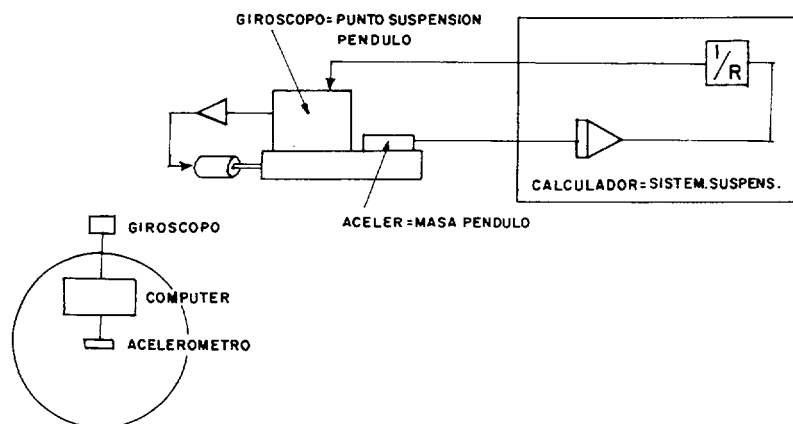 GIROSCOPO=PUNTO SUSPENSION
PENDULO
1/R
CALCULADOR=SISTEM.SUSPENS.
ACELER=MASA PENDULO
GIROSCOPO
COMPUTER
ACELEROMETRO